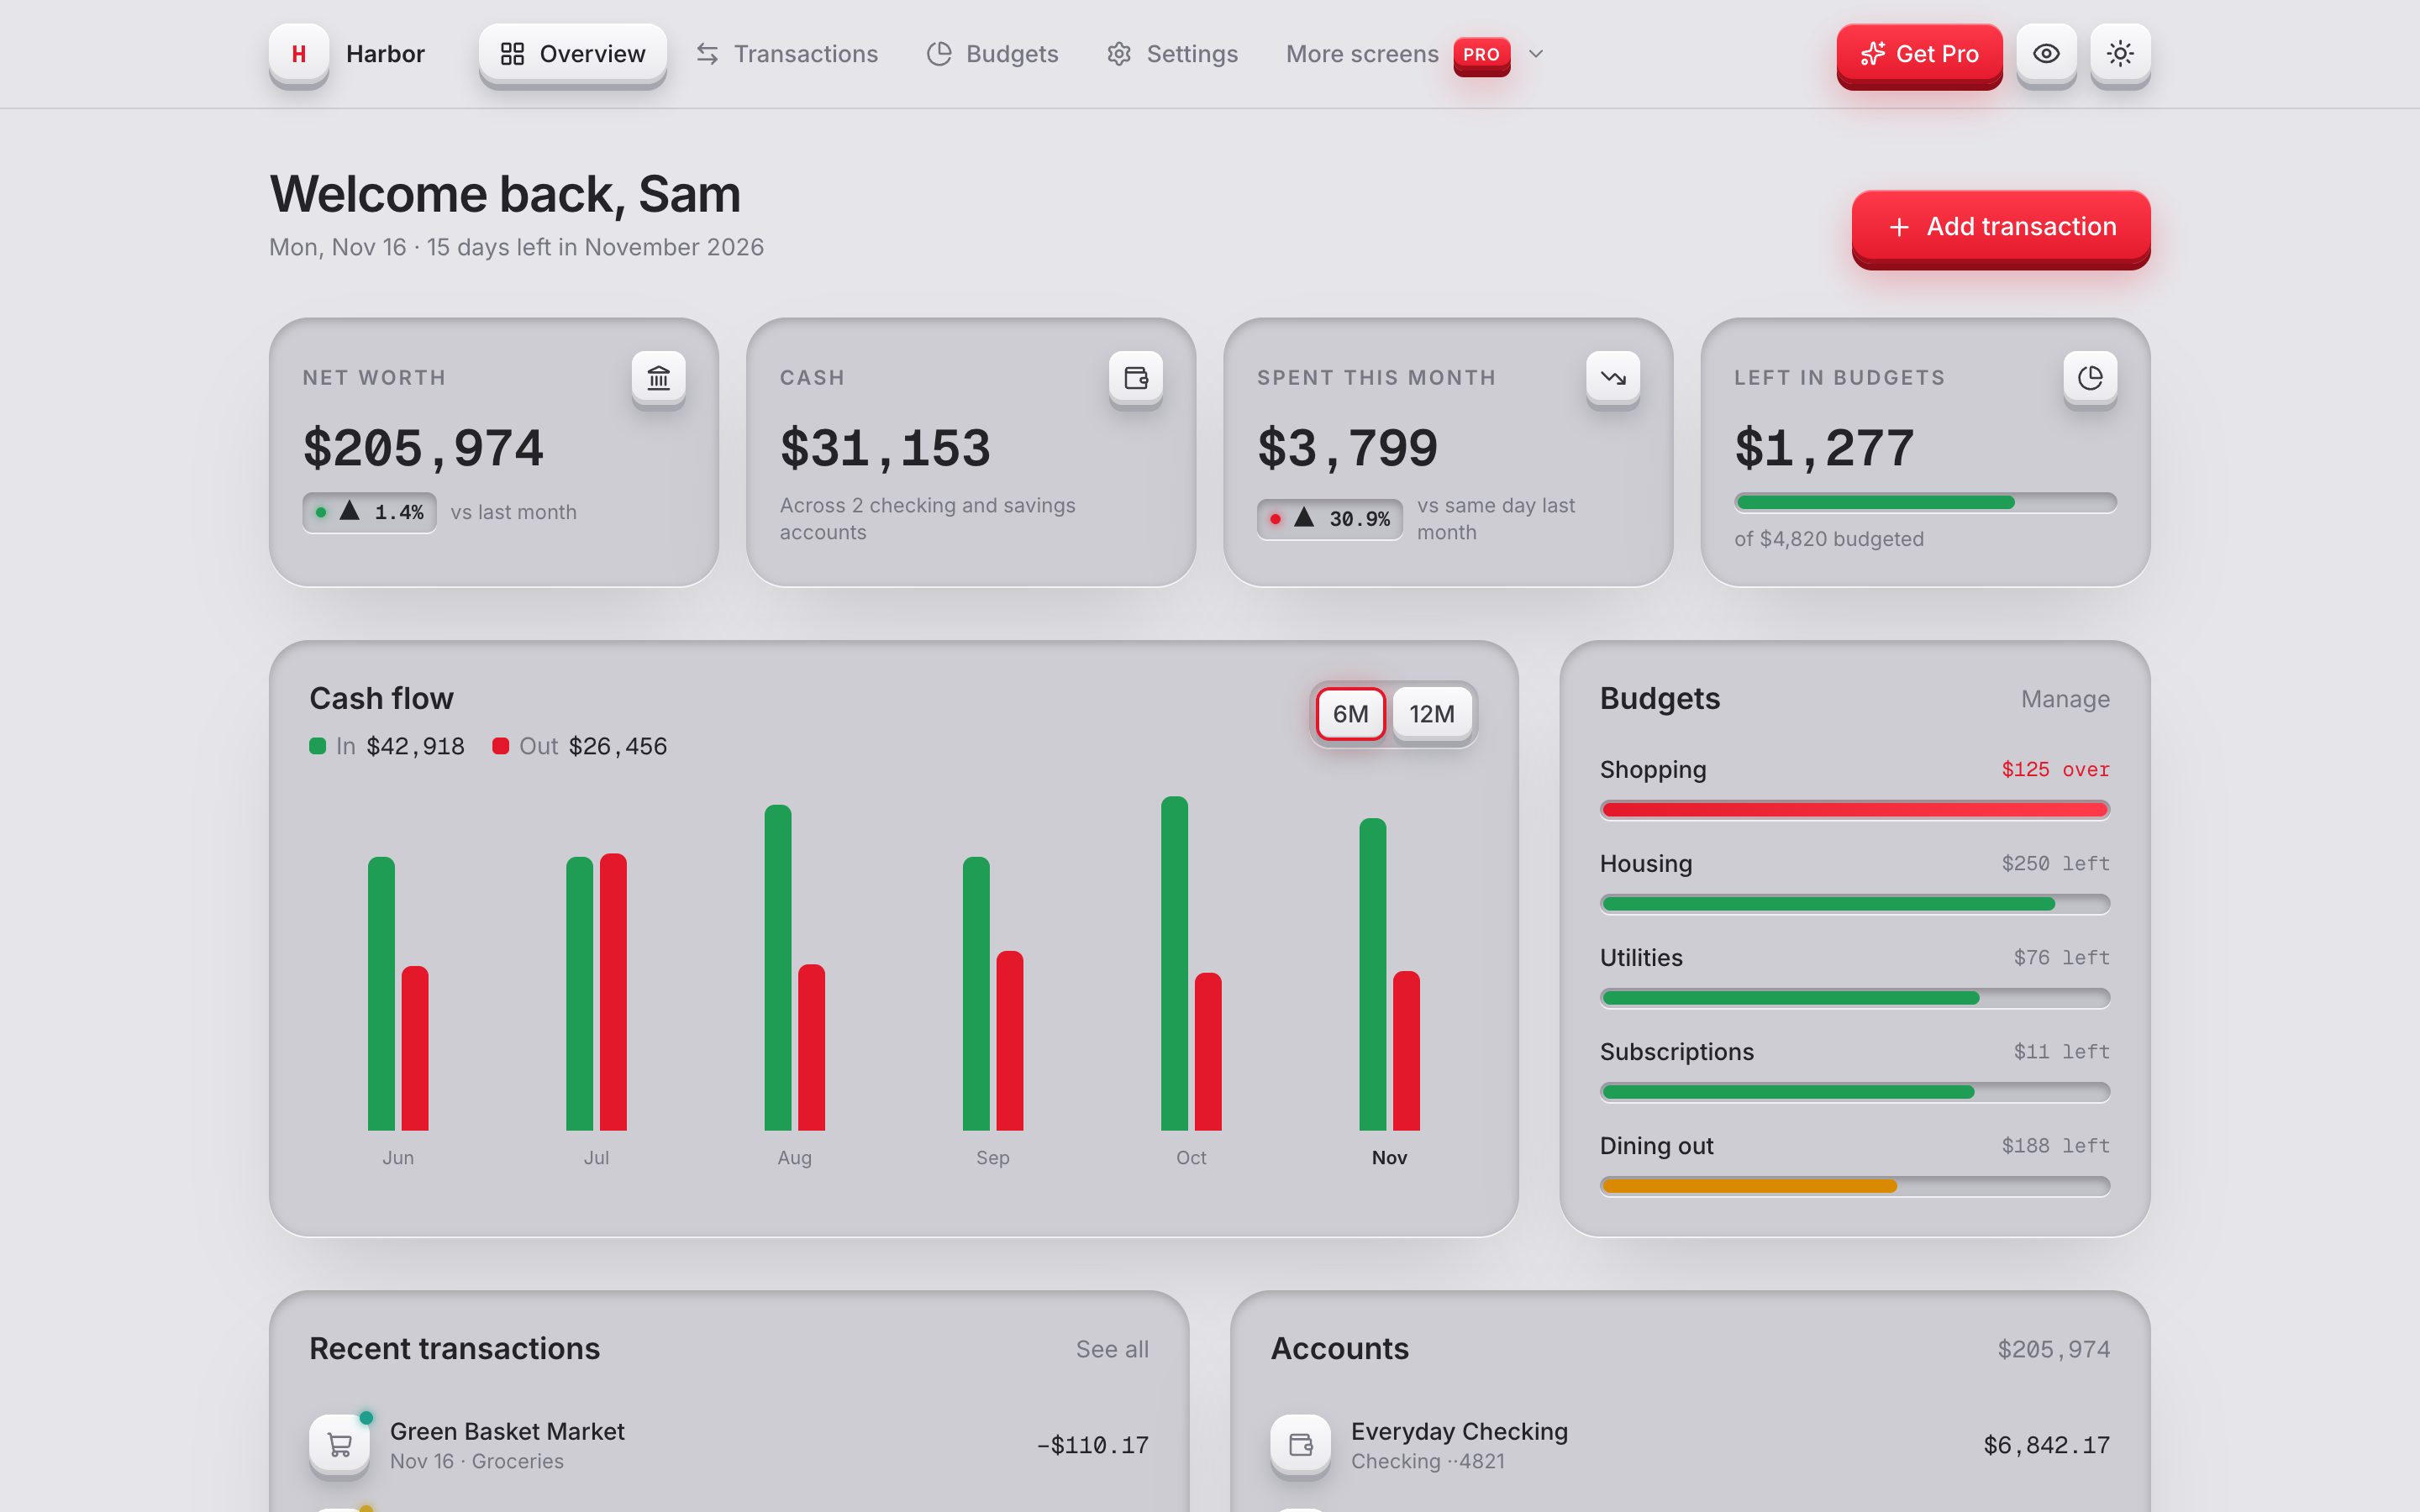 H Harbor Overview Transactions Budgets Settings More screens PRO Get Pro
Welcome back, Sam
Mon, Nov 16 · 15 days left in November 2026
Add transaction
NET WORTH
$205,974
▲ 1.4% vs last month
CASH
$31,153
Across 2 checking and savings
accounts
SPENT THIS MONTH
$3,799
▲ 30.9% vs same day last
month
LEFT IN BUDGETS
$1,277
of $4,820 budgeted
Cash flow
In $42,918 Out $26,456
6M 12M
Jun Jul Aug Sep Oct Nov
Budgets Manage
Shopping $125 over
Housing $250 left
Utilities $76 left
Subscriptions $11 left
Dining out $188 left
Recent transactions See all
Green Basket Market
Nov 16 · Groceries
−$110.17
Accounts $205,974
Everyday Checking
Checking ··4821
$6,842.17